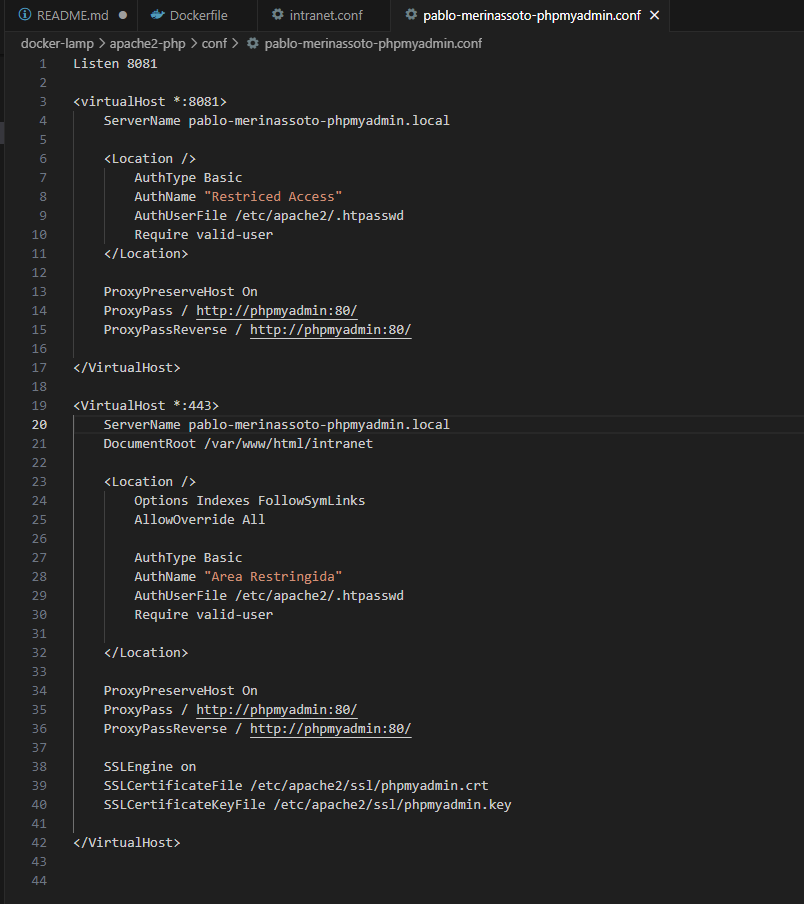 README.md Dockerfile intranet.conf pablo-merinassoto-phpmyadmin.conf
docker-lamp > apache2-php > conf > pablo-merinassoto-phpmyadmin.conf
1 Listen 8081
2
3 <virtualHost *:8081>
4 ServerName pablo-merinassoto-phpmyadmin.local
5
6 <Location />
7 AuthType Basic
8 AuthName "Restriced Access"
9 AuthUserFile /etc/apache2/.htpasswd
10 Require valid-user
11 </Location>
12
13 ProxyPreserveHost On
14 ProxyPass / http://phpmyadmin:80/
15 ProxyPassReverse / http://phpmyadmin:80/
16
17 </VirtualHost>
18
19 <VirtualHost *:443>
20 ServerName pablo-merinassoto-phpmyadmin.local
21 DocumentRoot /var/www/html/intranet
22
23 <Location />
24 Options Indexes FollowSymLinks
25 AllowOverride All
26
27 AuthType Basic
28 AuthName "Area Restringida"
29 AuthUserFile /etc/apache2/.htpasswd
30 Require valid-user
31
32 </Location>
33
34 ProxyPreserveHost On
35 ProxyPass / http://phpmyadmin:80/
36 ProxyPassReverse / http://phpmyadmin:80/
37
38 SSLEngine on
39 SSLCertificateFile /etc/apache2/ssl/phpmyadmin.crt
40 SSLCertificateKeyFile /etc/apache2/ssl/phpmyadmin.key
41
42 </VirtualHost>
43
44